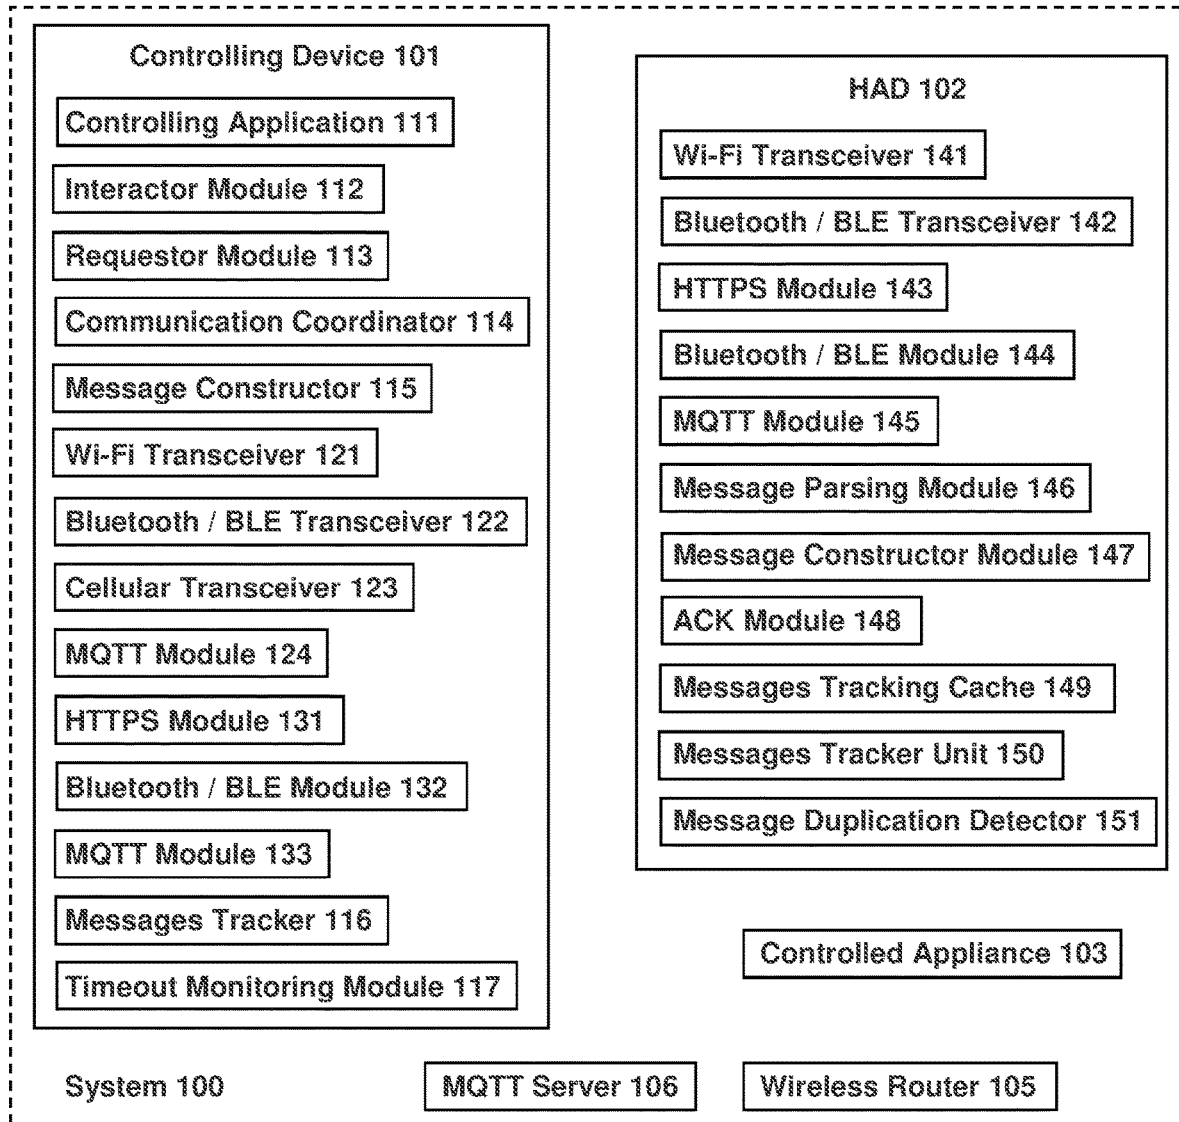 Controlling Device 101
Controlling Application 111
Interactor Module 112
Requestor Module 113
Communication Coordinator 114
Message Constructor 115
Wi-Fi Transceiver 121
Bluetooth / BLE Transceiver 122
Cellular Transceiver 123
MQTT Module 124
HTTPS Module 131
Bluetooth / BLE Module 132
MQTT Module 133
Messages Tracker 116
Timeout Monitoring Module 117
HAD 102
Wi-Fi Transceiver 141
Bluetooth / BLE Transceiver 142
HTTPS Module 143
Bluetooth / BLE Module 144
MQTT Module 145
Message Parsing Module 146
Message Constructor Module 147
ACK Module 148
Messages Tracking Cache 149
Messages Tracker Unit 150
Message Duplication Detector 151
Controlled Appliance 103
System 100
MQTT Server 106
Wireless Router 105